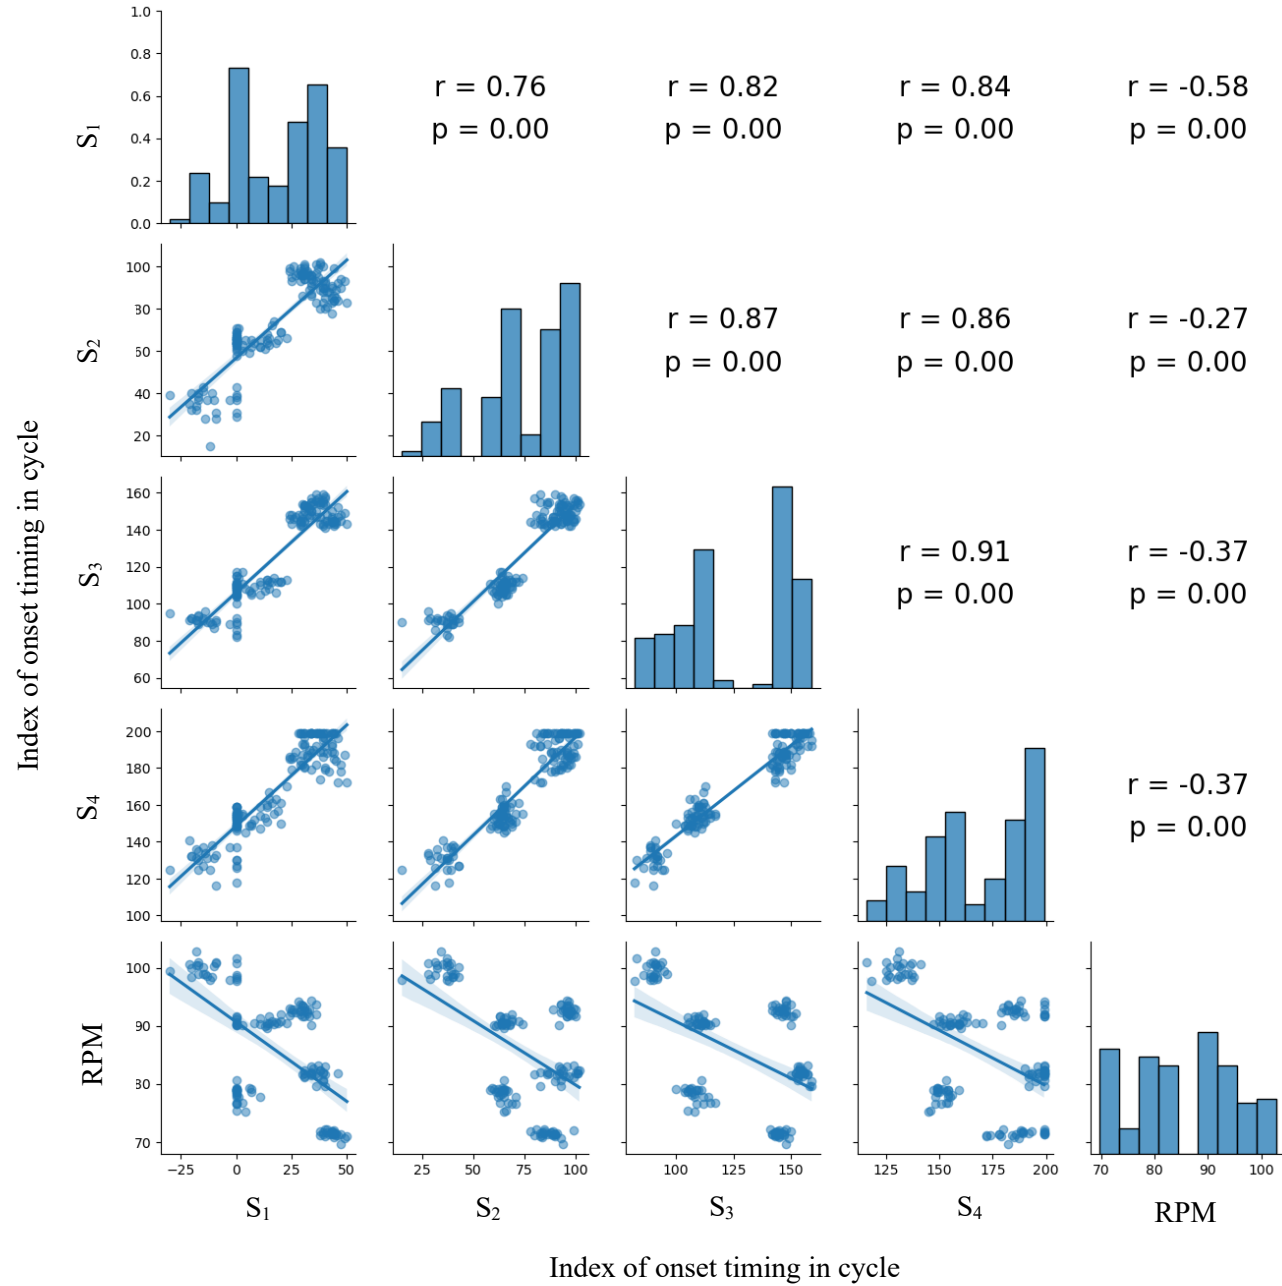 1.0
0.8
0.6
0.4
0.2
0.0
S₁
r = 0.76
p = 0.00
r = 0.82
p = 0.00
r = 0.84
p = 0.00
r = -0.58
p = 0.00
100
80
60
40
20
S₂
r = 0.87
p = 0.00
r = 0.86
p = 0.00
r = -0.27
p = 0.00
Index of onset timing in cycle
160
140
120
100
80
60
S₃
r = 0.91
p = 0.00
r = -0.37
p = 0.00
200
180
160
140
120
100
S₄
r = -0.37
p = 0.00
100
90
80
70
RPM
−25 0 25 50
25 50 75 100
100 125 150
125 150 175 200
70 80 90 100
S₁ S₂ S₃ S₄ RPM
Index of onset timing in cycle